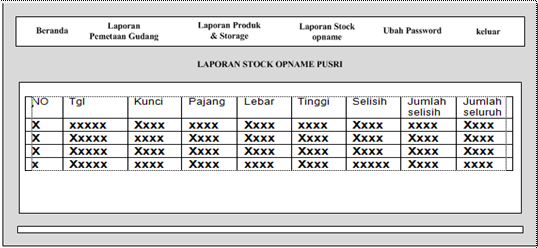 Beranda Laporan Pemetaan Gudang Laporan Produk & Storage Laporan Stock opname Ubah Password keluar
LAPORAN STOCK OPNAME PUSRI
NO Tgl Kunci Pajang Lebar Tinggi Selisih Jumlah selisih Jumlah seluruh
X xxxxx Xxxx xxxx Xxxx xxxx Xxxx xxxx Xxxx
X Xxxxx xxxx Xxxx xxxx Xxxx xxxx Xxxx xxxx
X Xxxxx xxxx Xxxx xxxx Xxxx xxxx Xxxx Xxxx
x Xxxxx xxxx Xxxx xxxx Xxxx xxxxx Xxxx xxxx